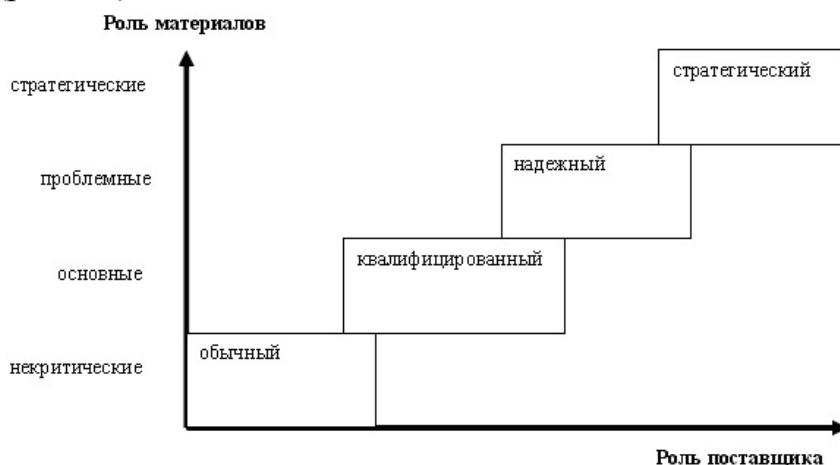 Роль материалов
стратегические
стратегический
проблемные
надежный
основные
квалифицированный
некритические
обычный
Роль поставщика